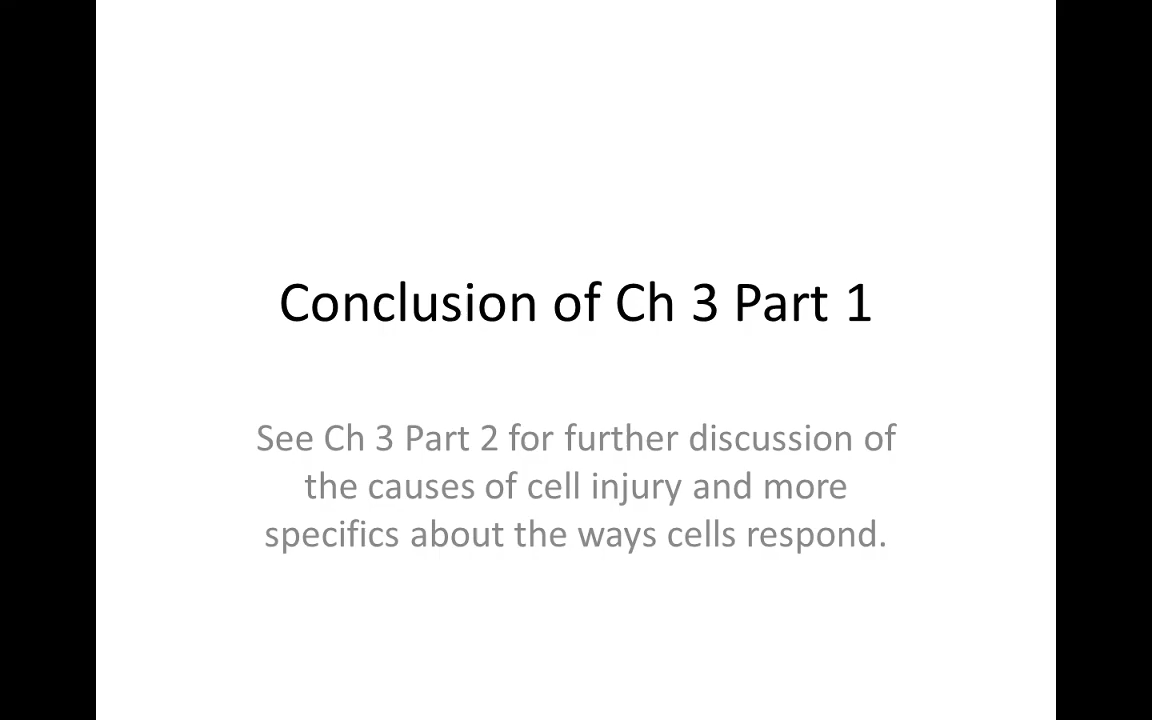 Conclusion of Ch 3 Part 1
See Ch 3 Part 2 for further discussion of
the causes of cell injury and more
specifics about the ways cells respond.